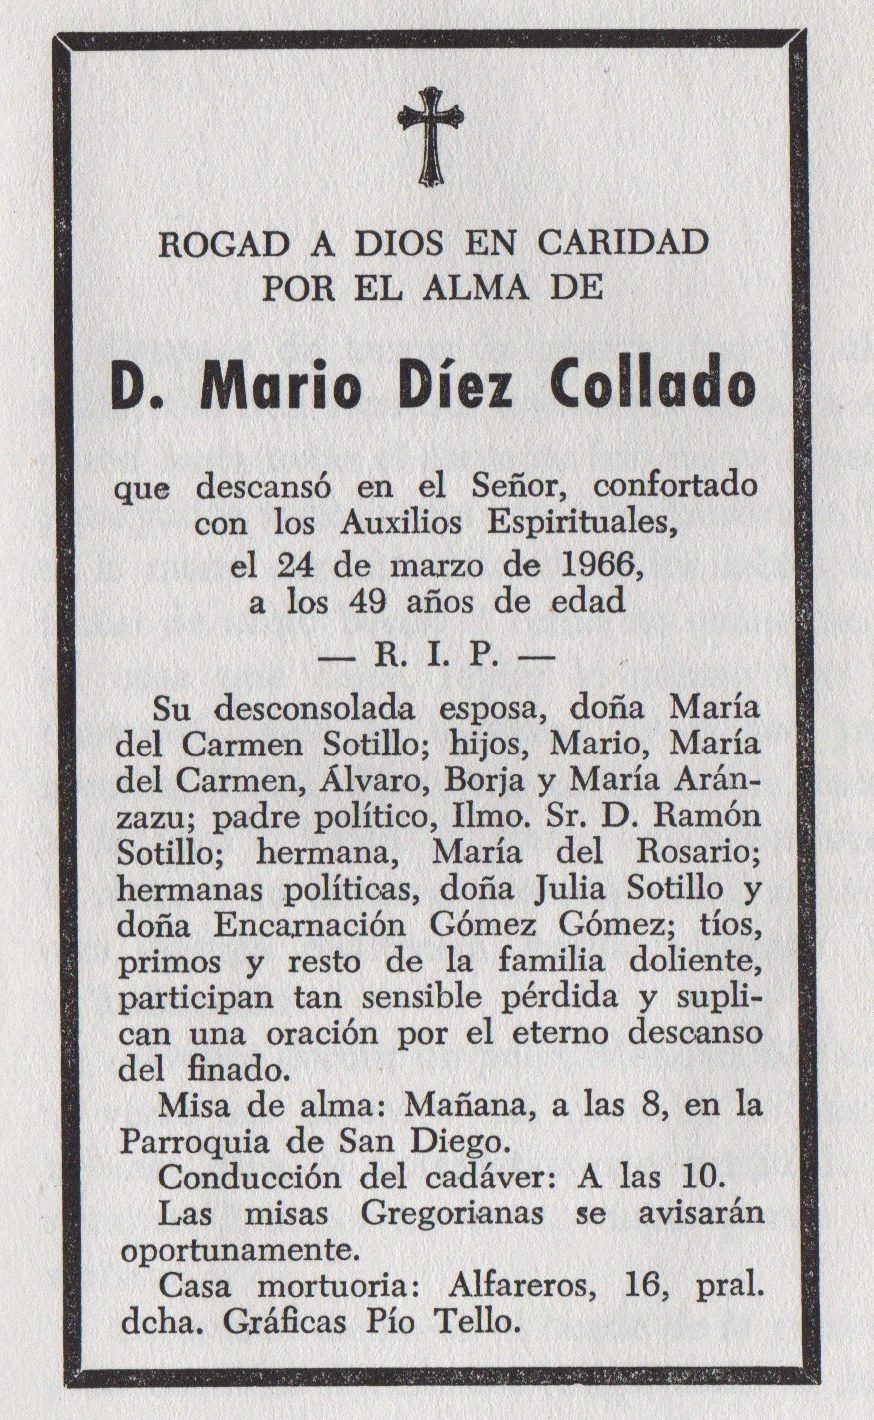 ROGAD A DIOS EN CARIDAD
POR EL ALMA DE
D. Mario Díez Collado
que descansó en el Señor, confortado
con los Auxilios Espirituales,
el 24 de marzo de 1966,
a los 49 años de edad
— R. I. P. —
Su desconsolada esposa, doña María
del Carmen Sotillo; hijos, Mario, María
del Carmen, Álvaro, Borja y María Arán-
zazu; padre político, Ilmo. Sr. D. Ramón
Sotillo; hermana, María del Rosario;
hermanas políticas, doña Julia Sotillo y
doña Encarnación Gómez Gómez; tíos,
primos y resto de la familia doliente,
participan tan sensible pérdida y supli-
can una oración por el eterno descanso
del finado.
Misa de alma: Mañana, a las 8, en la
Parroquia de San Diego.
Conducción del cadáver: A las 10.
Las misas Gregorianas se avisarán
oportunamente.
Casa mortuoria: Alfareros, 16, pral.
dcha. Gráficas Pío Tello.